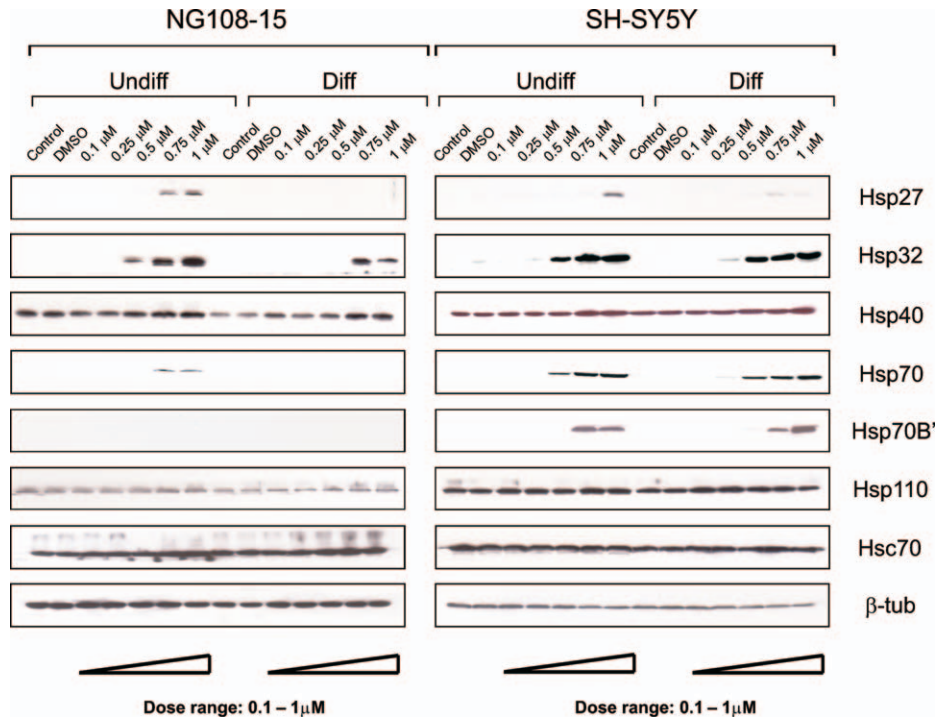 NG108-15 SH-SY5Y
Undiff Diff Undiff Diff
Control DMSO 0.1 μM 0.25 μM 0.5 μM 0.75 μM 1 μM Control DMSO 0.1 μM 0.25 μM 0.5 μM 0.75 μM 1 μM Control DMSO 0.1 μM 0.25 μM 0.5 μM 0.75 μM 1 μM Control DMSO 0.1 μM 0.25 μM 0.5 μM 0.75 μM 1 μM
Hsp27
Hsp32
Hsp40
Hsp70
Hsp70B'
Hsp110
Hsc70
β-tub
Dose range: 0.1 – 1μM Dose range: 0.1 – 1μM